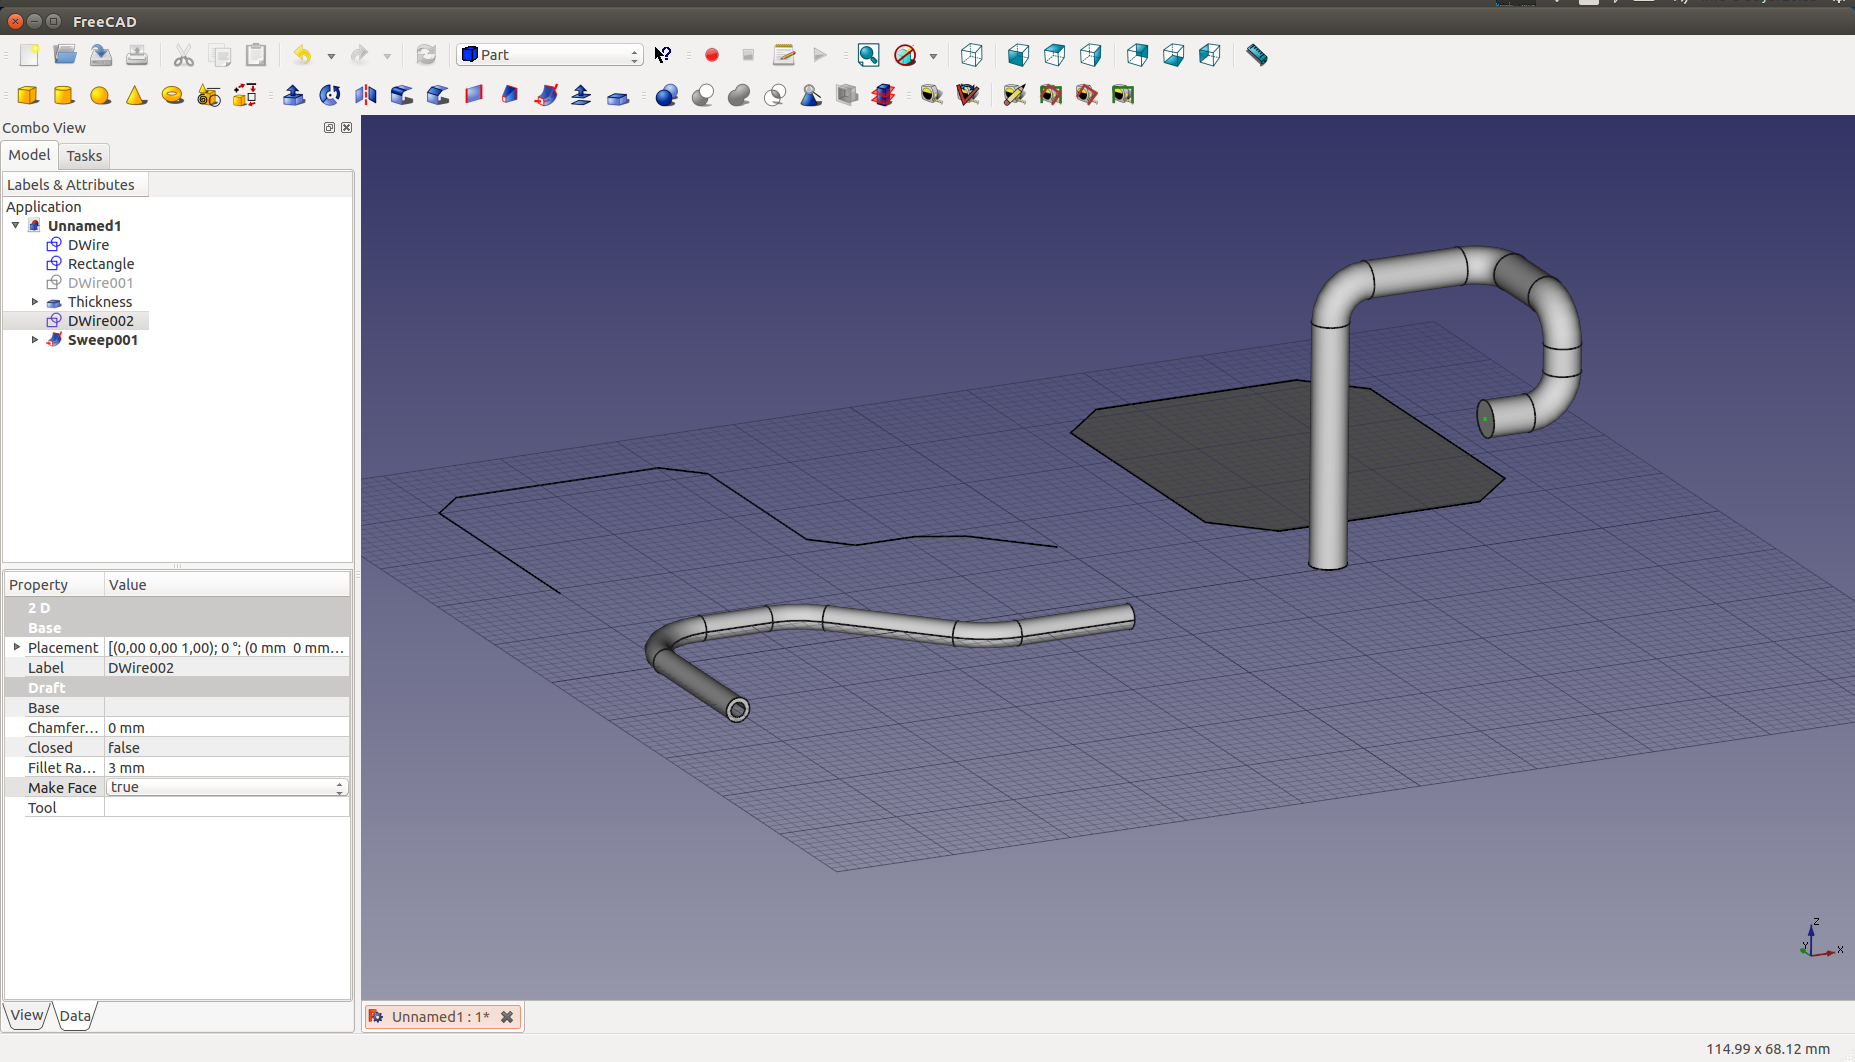 FreeCAD
Part
Combo View
Model
Tasks
Labels & Attributes
Application
Unnamed1
DWire
Rectangle
DWire001
Thickness
DWire002
Sweep001
Property Value
2 D
Base
Placement [(0,00 0,00 1,00); 0 °; (0 mm 0 mm...
Label DWire002
Draft
Base
Chamfer... 0 mm
Closed false
Fillet Ra... 3 mm
Make Face true
Tool
View
Data
Unnamed1 : 1*
Z
Y
X
114.99 x 68.12 mm